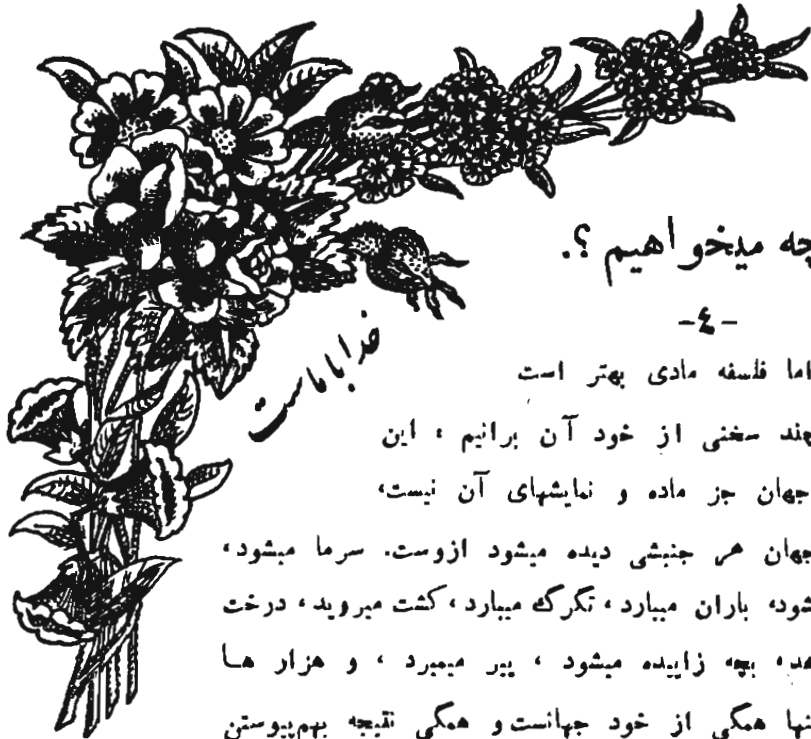 چه میخواهیم ؟.
-٤-
خدا با ماست
اما فلسفه مادی بهتر است
چند سخنی از خود آن برانیم ، این
جهان جز ماده و نمایشهای آن نیست،
جهان هر جنبشی دیده میشود ازوست. سرما میشود،
شود، باران میبارد ، تگرگ میبارد ، کشت میروید ، درخت
بچه زاییده میشود ، پیر میمیرد ، و هزار ها
همگی از خود جهانست و همگی نتیجه بهم‌پیوستن